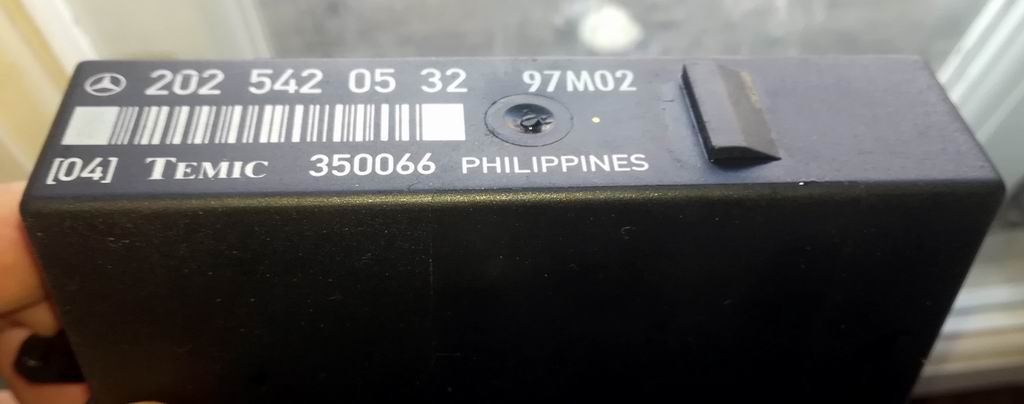 202 542 05 32 97M02
[04] TEMIC 350066 PHILIPPINES